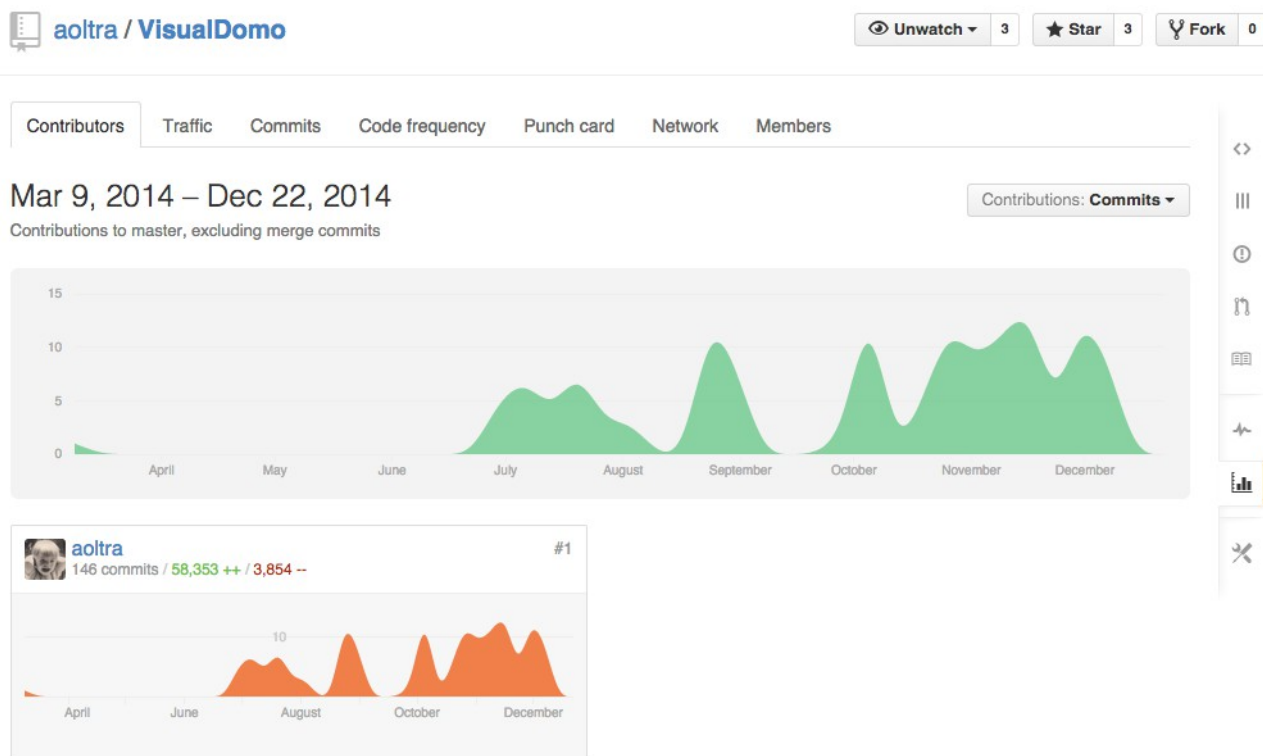 aoltra / VisualDomo
Unwatch 3 Star 3 Fork 0
Contributors Traffic Commits Code frequency Punch card Network Members
Mar 9, 2014 – Dec 22, 2014
Contributions: Commits
Contributions to master, excluding merge commits
15
10
5
0
April May June July August September October November December
aoltra #1
146 commits / 58,353 ++ / 3,854 --
10
April June August October December